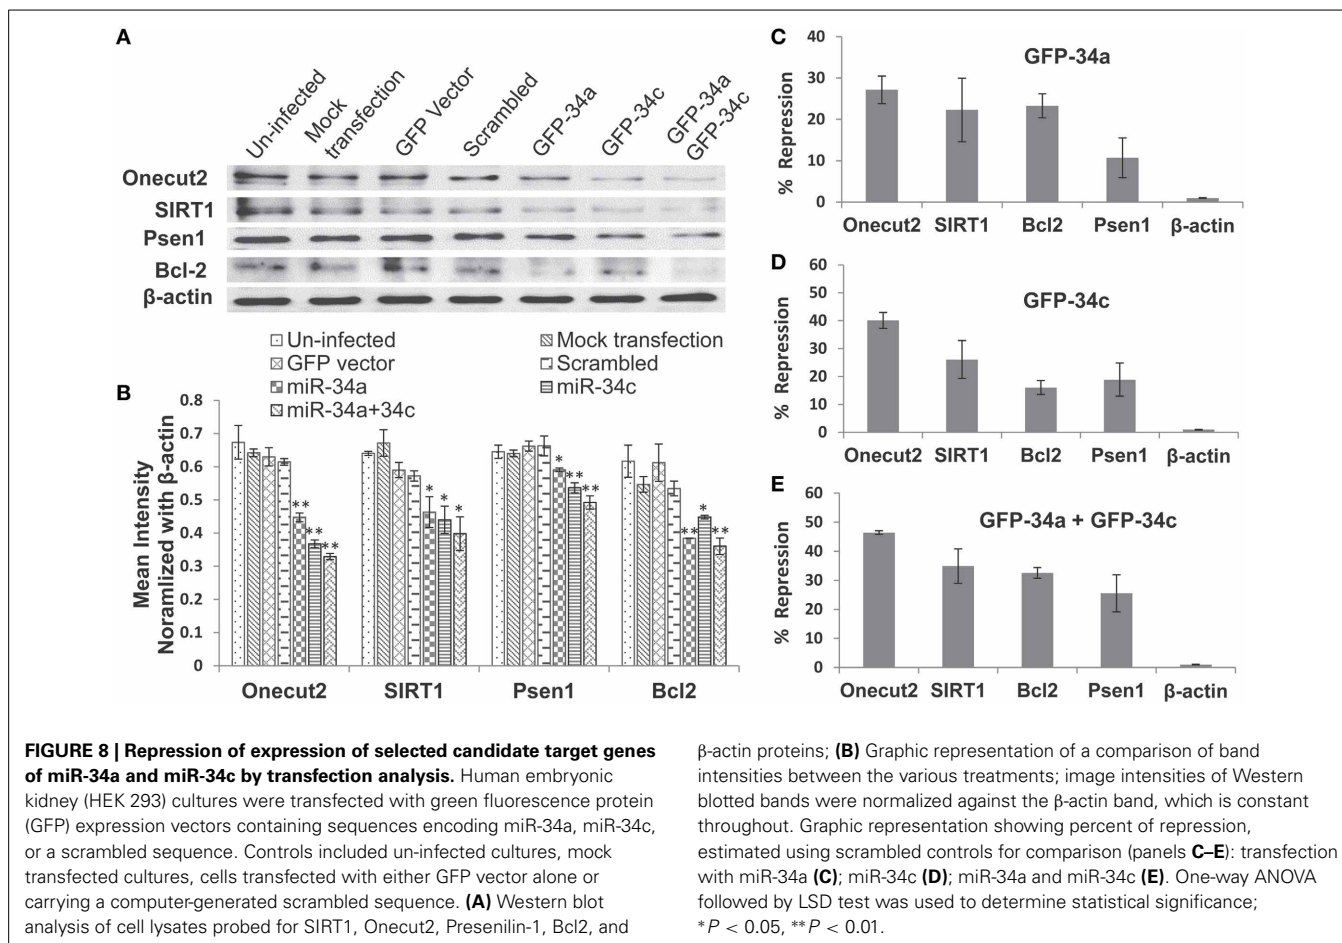 A
Un-infected
Mock
transfection
GFP Vector
Scrambled
GFP-34a
GFP-34c
GFP-34a
GFP-34c
Onecut2
SIRT1
Psen1
Bcl-2
β-actin
Un-infected
Mock transfection
GFP vector
Scrambled
miR-34a
miR-34c
miR-34a+34c
B
Mean Intensity
Noramlized with β-actin
0.8
0.7
0.6
0.5
0.4
0.3
0.2
0.1
0
**
**
**
*
*
*
*
**
**
**
*
**
Onecut2
SIRT1
Psen1
Bcl2
C
GFP-34a
% Repression
40
30
20
10
0
Onecut2
SIRT1
Bcl2
Psen1
β-actin
D
GFP-34c
% Repression
60
50
40
30
20
10
0
Onecut2
SIRT1
Bcl2
Psen1
β-actin
E
GFP-34a + GFP-34c
% Repression
60
50
40
30
20
10
0
Onecut2
SIRT1
Bcl2
Psen1
β-actin
FIGURE 8 | Repression of expression of selected candidate target genes
of miR-34a and miR-34c by transfection analysis. Human embryonic
kidney (HEK 293) cultures were transfected with green fluorescence protein
(GFP) expression vectors containing sequences encoding miR-34a, miR-34c,
or a scrambled sequence. Controls included un-infected cultures, mock
transfected cultures, cells transfected with either GFP vector alone or
carrying a computer-generated scrambled sequence. (A) Western blot
analysis of cell lysates probed for SIRT1, Onecut2, Presenilin-1, Bcl2, and
β-actin proteins; (B) Graphic representation of a comparison of band
intensities between the various treatments; image intensities of Western
blotted bands were normalized against the β-actin band, which is constant
throughout. Graphic representation showing percent of repression,
estimated using scrambled controls for comparison (panels C–E): transfection
with miR-34a (C); miR-34c (D); miR-34a and miR-34c (E). One-way ANOVA
followed by LSD test was used to determine statistical significance;
*P < 0.05, **P < 0.01.